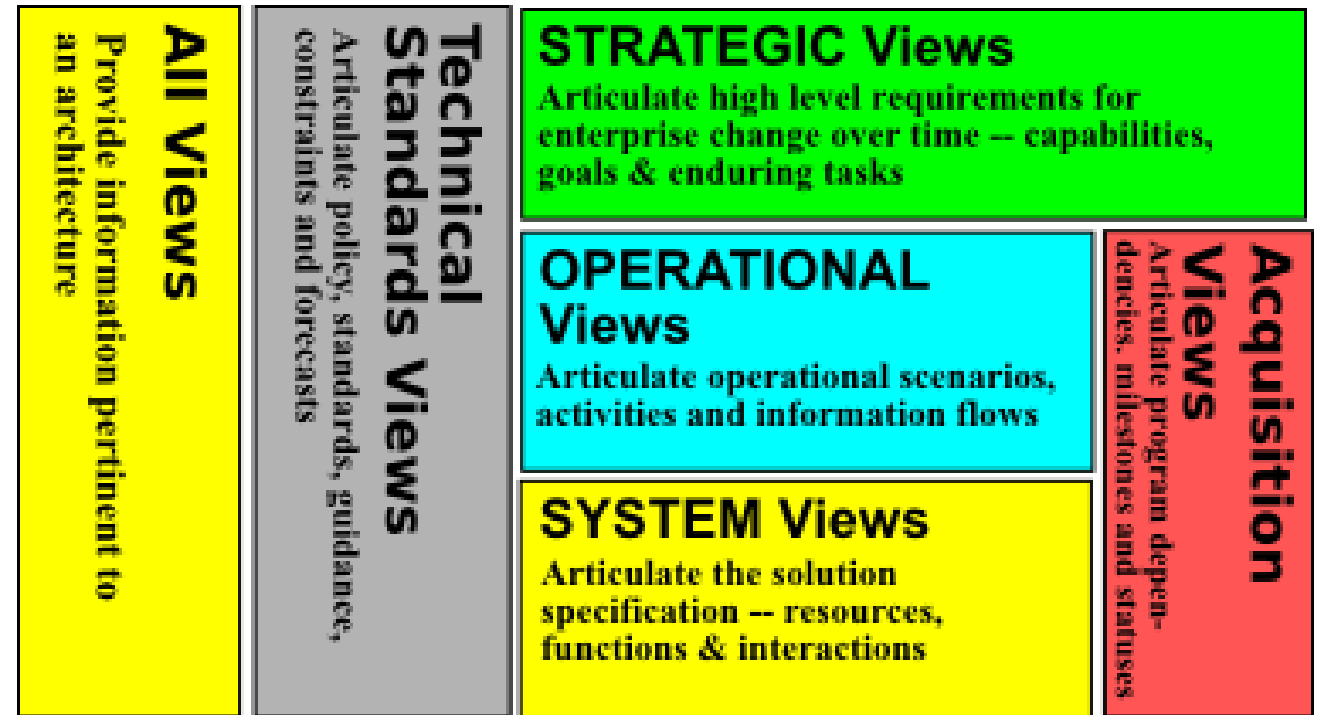 All Views
Provide information pertinent to
an architecture
Technical
Standards Views
Articulate policy, standards, guidance,
constraints and forecasts
STRATEGIC Views
Articulate high level requirements for
enterprise change over time -- capabilities,
goals & enduring tasks
OPERATIONAL
Views
Articulate operational scenarios,
activities and information flows
SYSTEM Views
Articulate the solution
specification -- resources,
functions & interactions
Acquisition
Views
Articulate program depen-
dencies, milestones and statuses